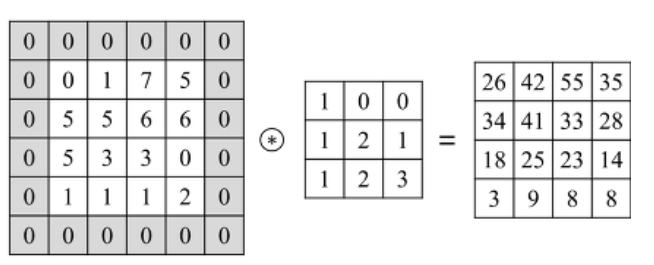 0 0 0 0 0 0
0 0 1 7 5 0
0 5 5 6 6 0
0 5 3 3 0 0
0 1 1 1 2 0
0 0 0 0 0 0
⊛
1 0 0
1 2 1
1 2 3
=
26 42 55 35
34 41 33 28
18 25 23 14
3 9 8 8